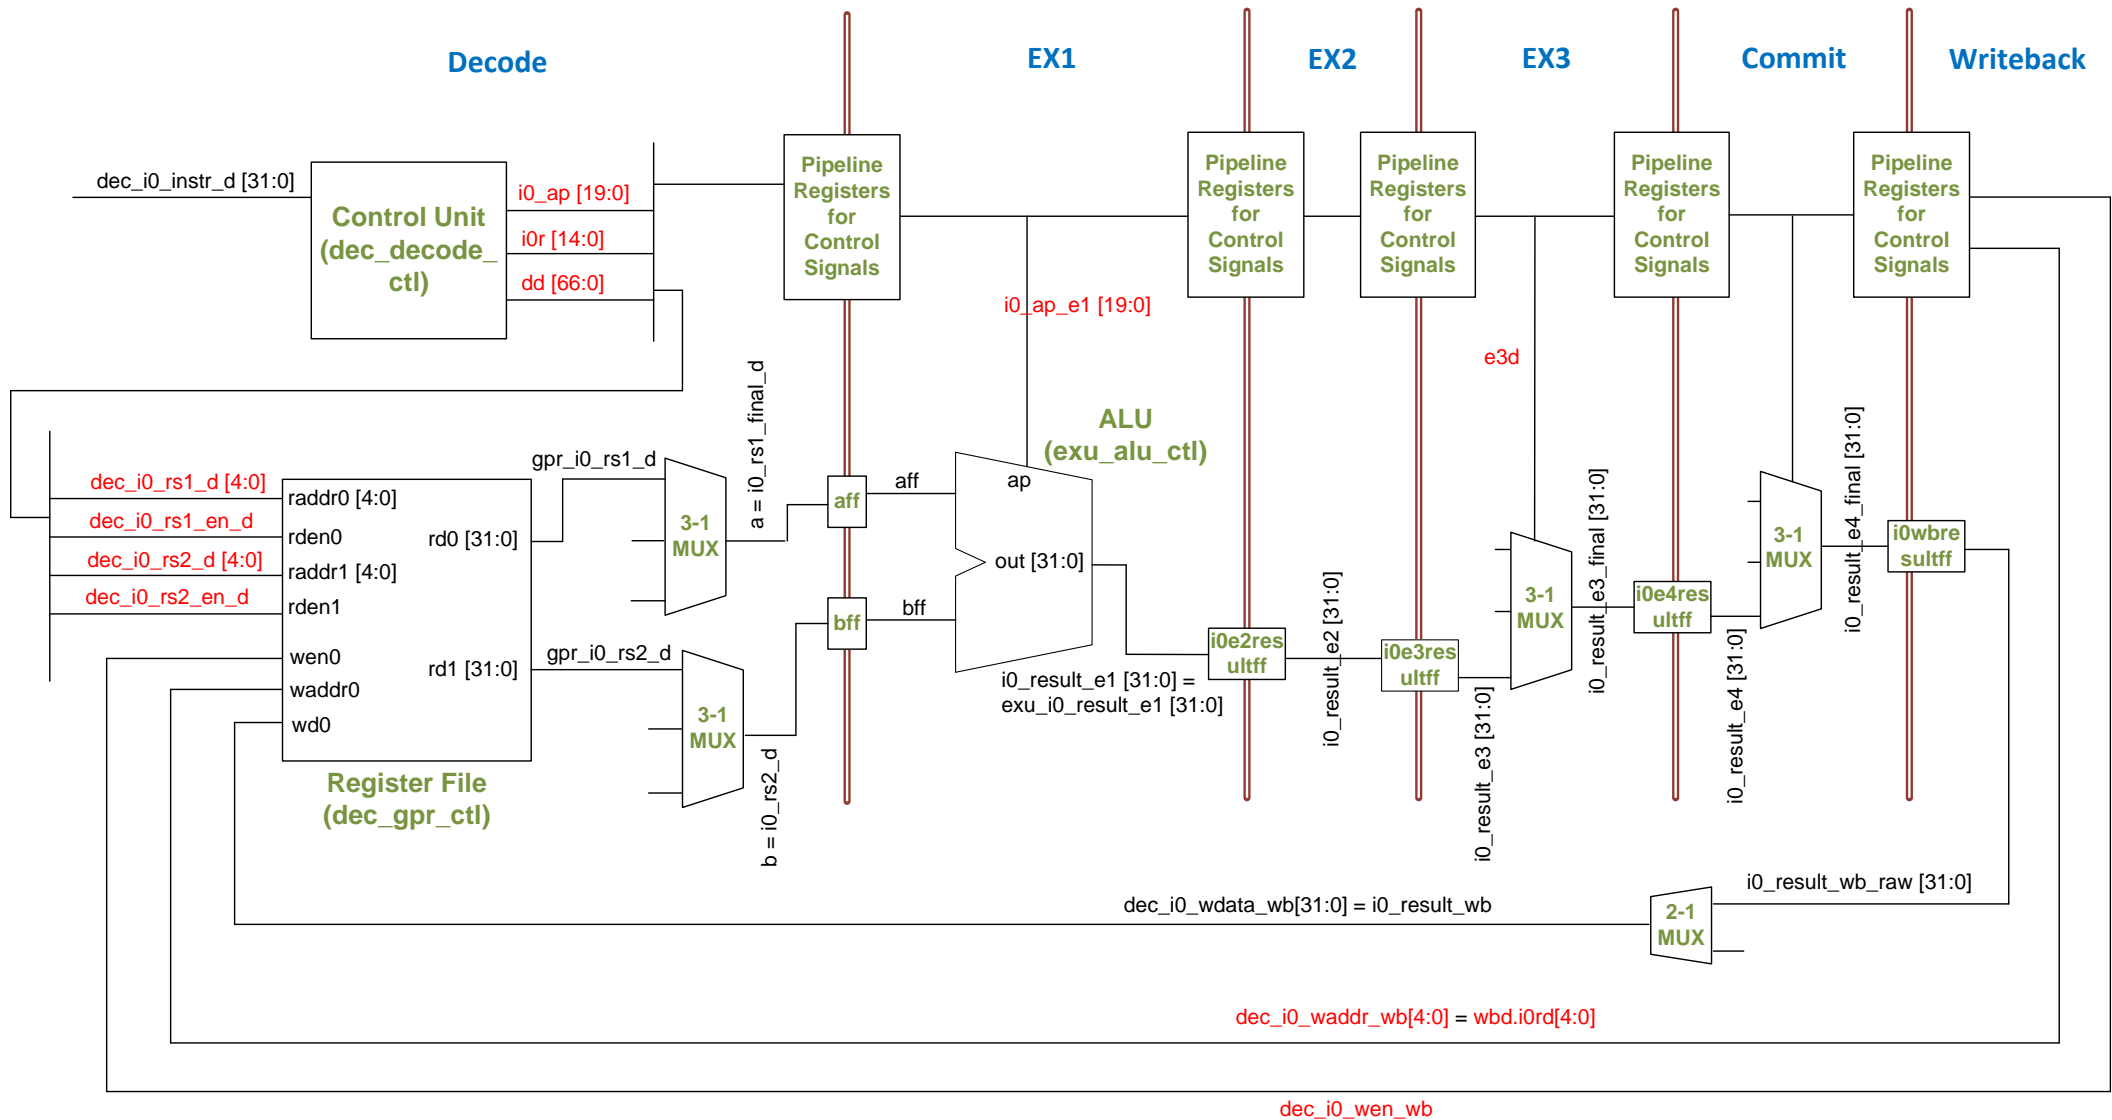 Decode
EX1
EX2
EX3
Commit
Writeback
dec_i0_instr_d [31:0]
Control Unit
(dec_decode_
ctl)
i0_ap [19:0]
i0r [14:0]
dd [66:0]
Pipeline
Registers
for
Control
Signals
Pipeline
Registers
for
Control
Signals
Pipeline
Registers
for
Control
Signals
Pipeline
Registers
for
Control
Signals
Pipeline
Registers
for
Control
Signals
i0_ap_e1 [19:0]
e3d
dec_i0_rs1_d [4:0]
dec_i0_rs1_en_d
dec_i0_rs2_d [4:0]
dec_i0_rs2_en_d
raddr0 [4:0]
rden0
raddr1 [4:0]
rden1
wen0
waddr0
wd0
rd0 [31:0]
rd1 [31:0]
Register File
(dec_gpr_ctl)
gpr_i0_rs1_d
3-1
MUX
a = i0_rs1_final_d
gpr_i0_rs2_d
3-1
MUX
b = i0_rs2_d
aff
bff
aff
bff
ALU
(exu_alu_ctl)
ap
out [31:0]
i0_result_e1 [31:0] =
exu_i0_result_e1 [31:0]
i0e2res
ultff
i0_result_e2 [31:0]
i0e3res
ultff
i0_result_e3 [31:0]
3-1
MUX
i0_result_e3_final [31:0]
i0e4res
ultff
i0_result_e4 [31:0]
3-1
MUX
i0_result_e4_final [31:0]
i0wbre
sultff
i0_result_wb_raw [31:0]
2-1
MUX
dec_i0_wdata_wb[31:0] = i0_result_wb
dec_i0_waddr_wb[4:0] = wbd.i0rd[4:0]
dec_i0_wen_wb